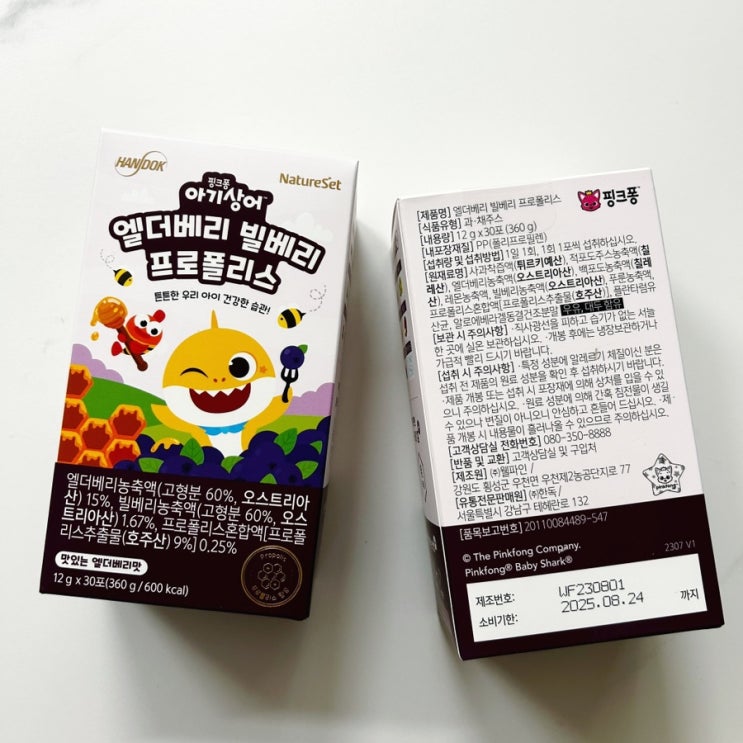 HANDOK
NatureSet
핑크퐁
아기상어™
엘더베리 빌베리
프로폴리스
튼튼한 우리 아이 건강한 습관!
엘더베리농축액(고형분 60%, 오스트리아
산) 15%, 빌베리농축액(고형분 60%, 오스
트리아산) 1.67%, 프로폴리스혼합액[프로폴
리스추출물(호주산) 9%] 0.25%
맛있는 엘더베리맛
12 g x 30포(360 g / 600 kcal)
Propolis
프로폴리스 함유
핑크퐁™
[제품명] 엘더베리 빌베리 프로폴리스
[식품유형] 과·채주스
[내용량] 12 g x 30포 (360 g)
[내포장재질] PP(폴리프로필렌)
[섭취량 및 섭취방법] 1일 1회, 1회 1포씩 섭취하십시오.
[원재료명] 사과착즙액(튀르키예산), 적포도주농축액(칠
레산), 엘더베리농축액(오스트리아산), 백포도농축액(칠레
산), 레몬농축액, 빌베리농축액(오스트리아산), 푸룬농축액,
프로폴리스혼합액[프로폴리스추출물(호주산)], 플란타럼유
산균, 알로에베라겔동결건조분말 우유, 대두 함유
[보관 시 주의사항] ·직사광선을 피하고 습기가 없는 서늘
한 곳에 실온 보관하십시오. ·개봉 후에는 냉장보관하거나
가급적 빨리 드시기 바랍니다.
[섭취 시 주의사항] ·특정 성분에 알레르기 체질이신 분은
섭취 전 제품의 원료 성분을 확인 후 섭취하시기 바랍니다.
·제품 개봉 또는 섭취 시 포장재에 의해 상처를 입을 수 있
으니 주의하십시오. ·원료 성분에 의해 간혹 침전물이 생길
수 있으나 변질이 아니오니 안심하고 흔들어 드십시오. ·제
품 개봉 시 내용물이 흘러나올 수 있으므로 주의하십시오.
[고객상담실 전화번호] 080-350-8888
[반품 및 교환] 고객상담실 및 구입처
[제조원] ㈜웰파인 /
강원도 횡성군 우천면 우천제2농공단지로 77
[유통전문판매원] ㈜한독 /
서울특별시 강남구 테헤란로 132
[품목보고번호] 20110084489-547
© The Pinkfong Company.
Pinkfong® Baby Shark®
2307 V1
제조번호: WF230801
소비기한: 2025.08.24 까지